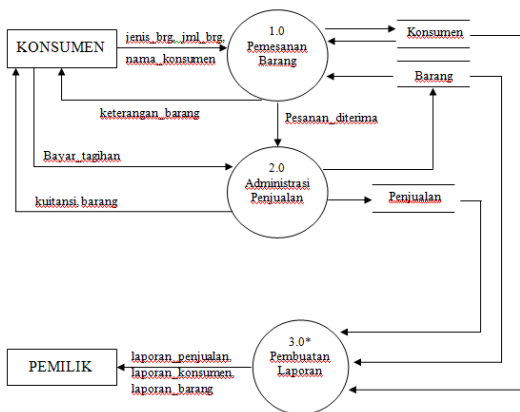 KONSUMEN
jenis_brg, jml_brg,
nama_konsumen
1.0
Pemesanan
Barang
Konsumen
Barang
keterangan_barang
Pesanan_diterima
Bayar_tagihan
2.0
Administrasi
Penjualan
Penjualan
kuitansi, barang
3.0*
Pembuatan
Laporan
PEMILIK
laporan_penjualan,
laporan_konsumen,
laporan_barang